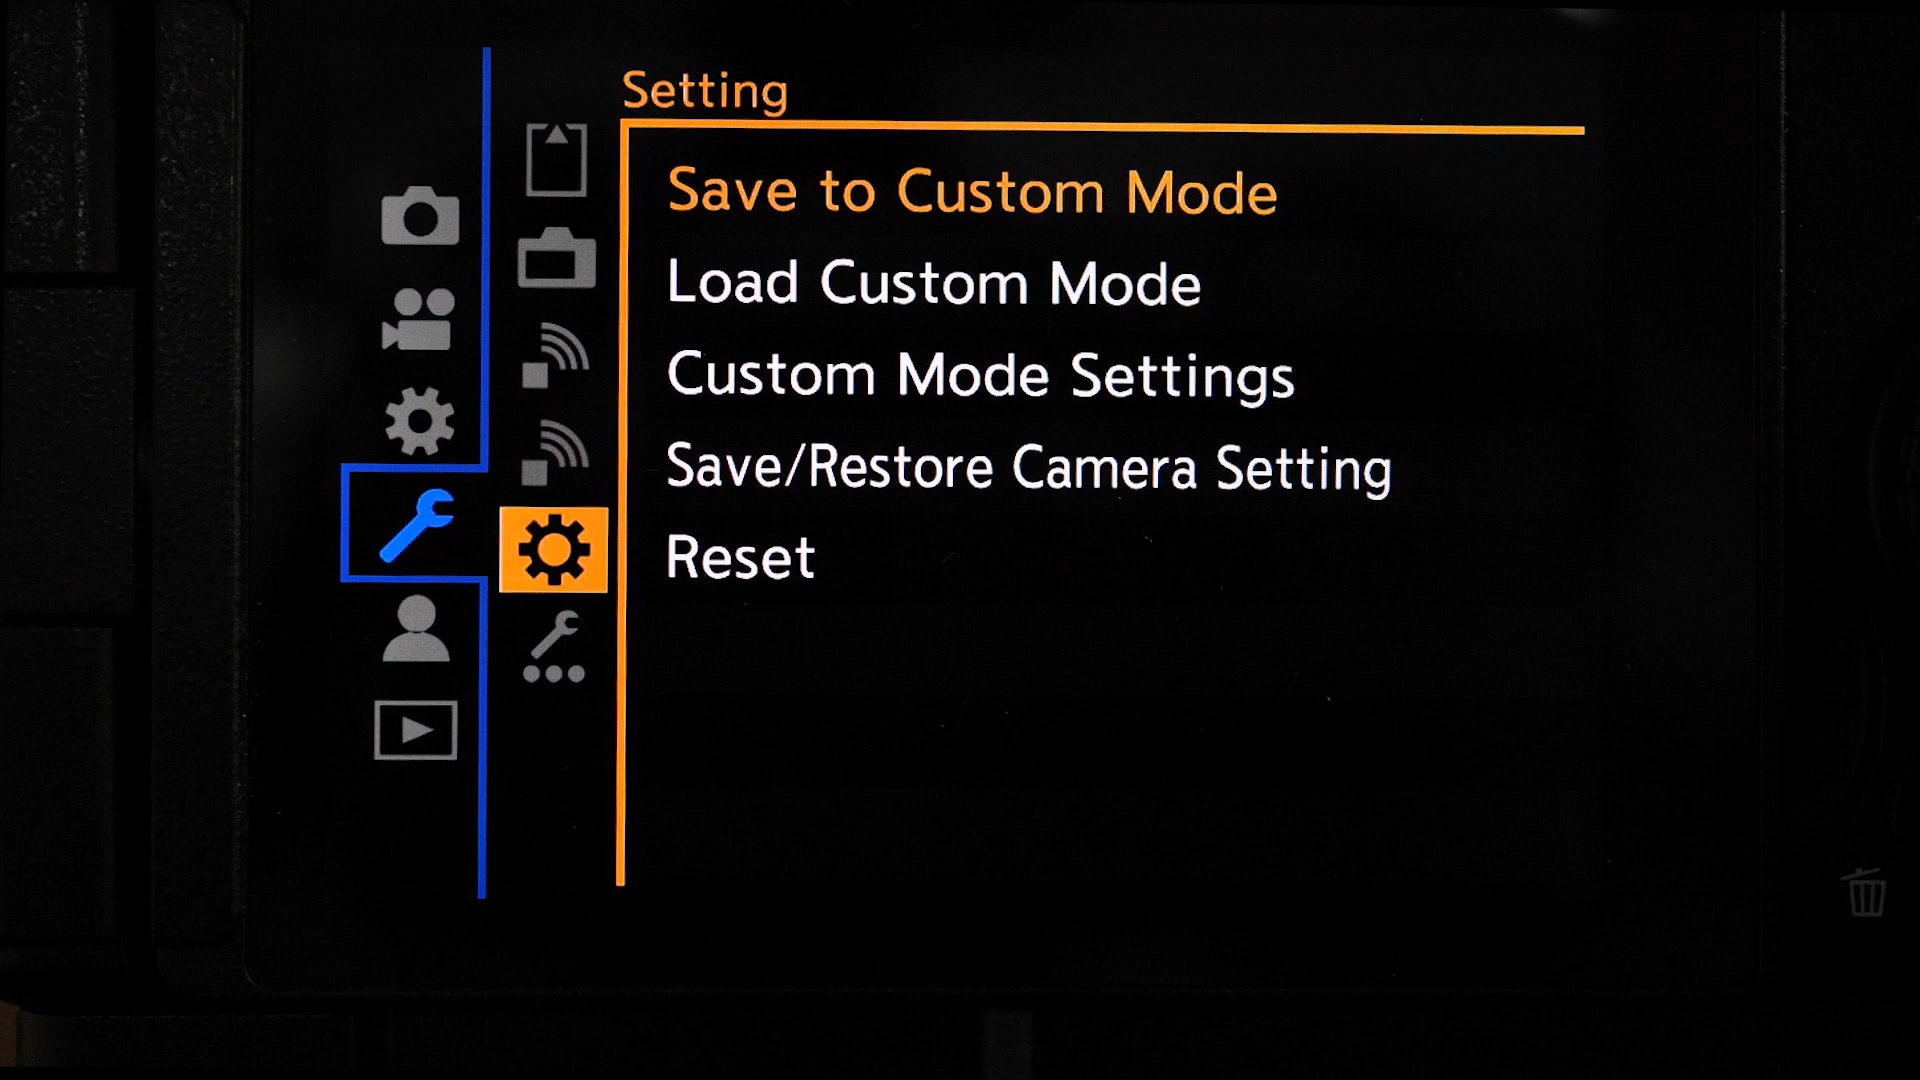 Setting
Save to Custom Mode
Load Custom Mode
Custom Mode Settings
Save/Restore Camera Setting
Reset